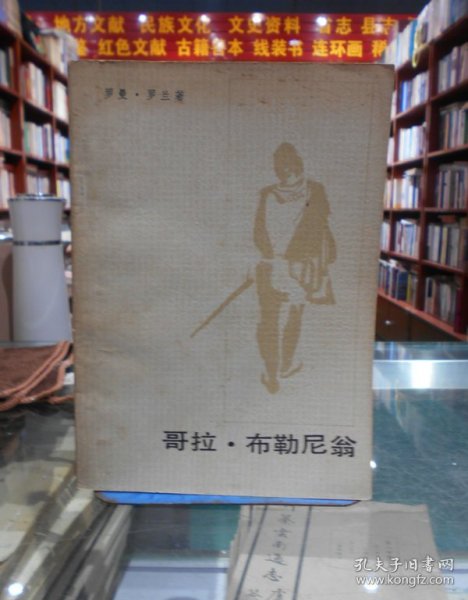 地方文献 民族文化 文史资料 省志 县志
红色文献 古籍善本 线装书 连环画
罗曼·罗兰著
哥拉·布勒尼翁
孔夫子旧书网
www.kongfz.com